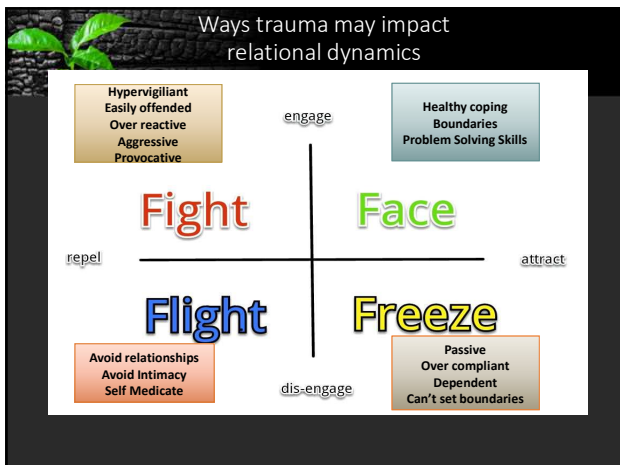 Ways trauma may impact
relational dynamics
Hypervigiliant
Easily offended
Over reactive
Aggressive
Provocative
engage
Healthy coping
Boundaries
Problem Solving Skills
Fight
Face
repel
attract
Flight
Freeze
Avoid relationships
Avoid Intimacy
Self Medicate
dis-engage
Passive
Over compliant
Dependent
Can't set boundaries